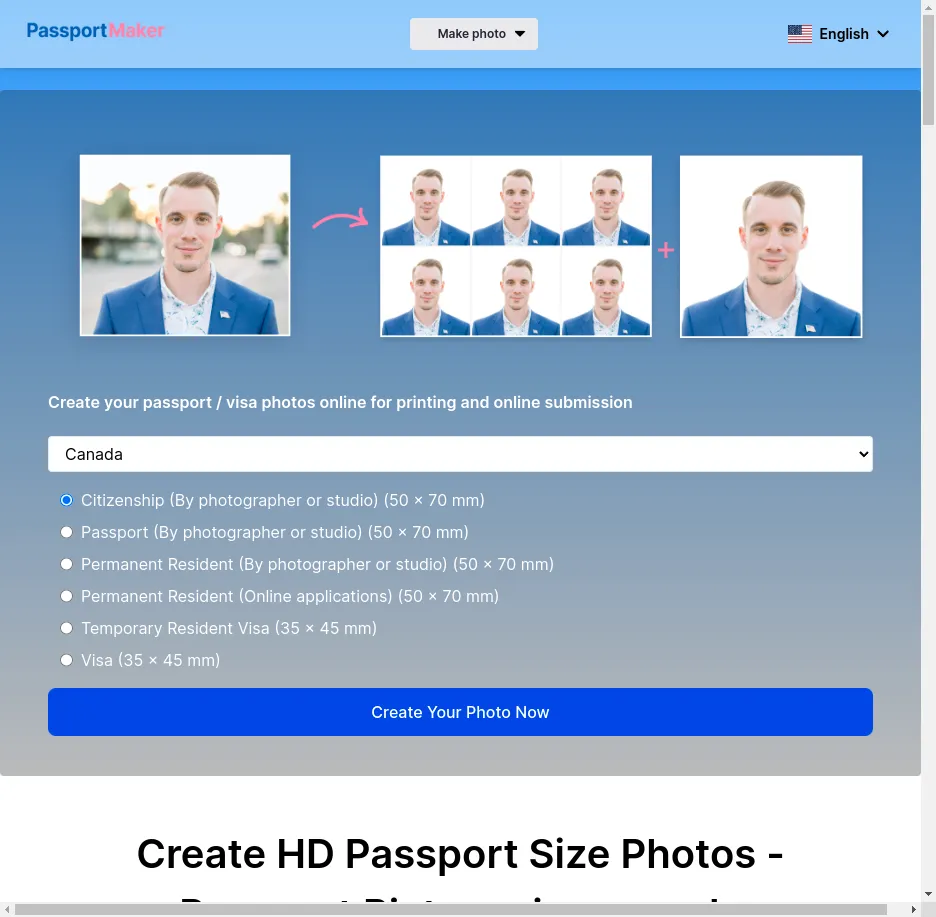 PassportMaker
Make photo
English
Create your passport / visa photos online for printing and online submission
Canada
Citizenship (By photographer or studio) (50 × 70 mm)
Passport (By photographer or studio) (50 × 70 mm)
Permanent Resident (By photographer or studio) (50 × 70 mm)
Permanent Resident (Online applications) (50 × 70 mm)
Temporary Resident Visa (35 × 45 mm)
Visa (35 × 45 mm)
Create Your Photo Now
Create HD Passport Size Photos -